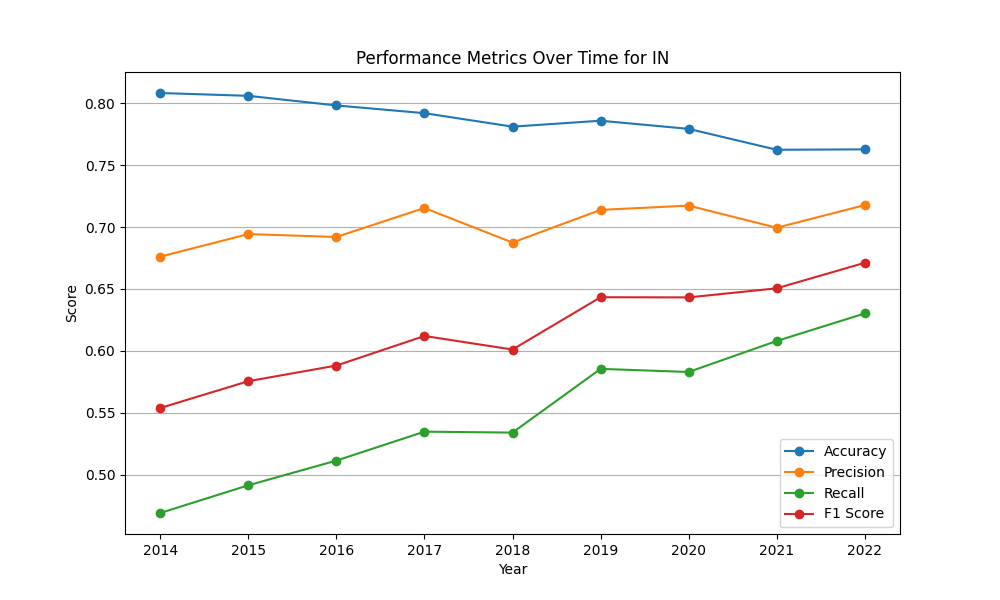 Performance Metrics Over Time for IN
0.80
0.75
0.70
0.65
0.60
0.55
0.50
Score
Accuracy
Precision
Recall
F1 Score
2014 2015 2016 2017 2018 2019 2020 2021 2022
Year